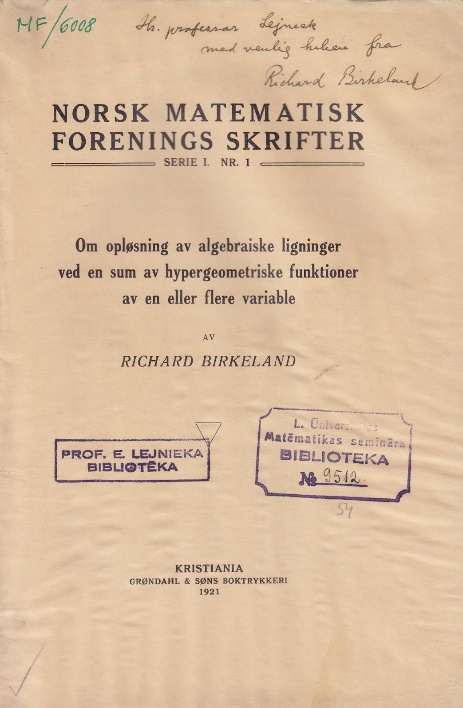 MF/6008
Hr. professor Lejneek
med venlig hilsen fra
Richard Birkeland
NORSK MATEMATISK
FORENINGS SKRIFTER
SERIE I. NR. 1
Om opløsning av algebraiske ligninger
ved en sum av hypergeometriske funktioner
av en eller flere variable
AV
RICHARD BIRKELAND
PROF. E. LEJNIEKA
BIBLIOTĒKA
L. Ūniversitātes
Matēmatikas semināra
BIBLIOTEKA
№ 9512.
54
KRISTIANIA
GRØNDAHL & SØNS BOKTRYKKERI
1921